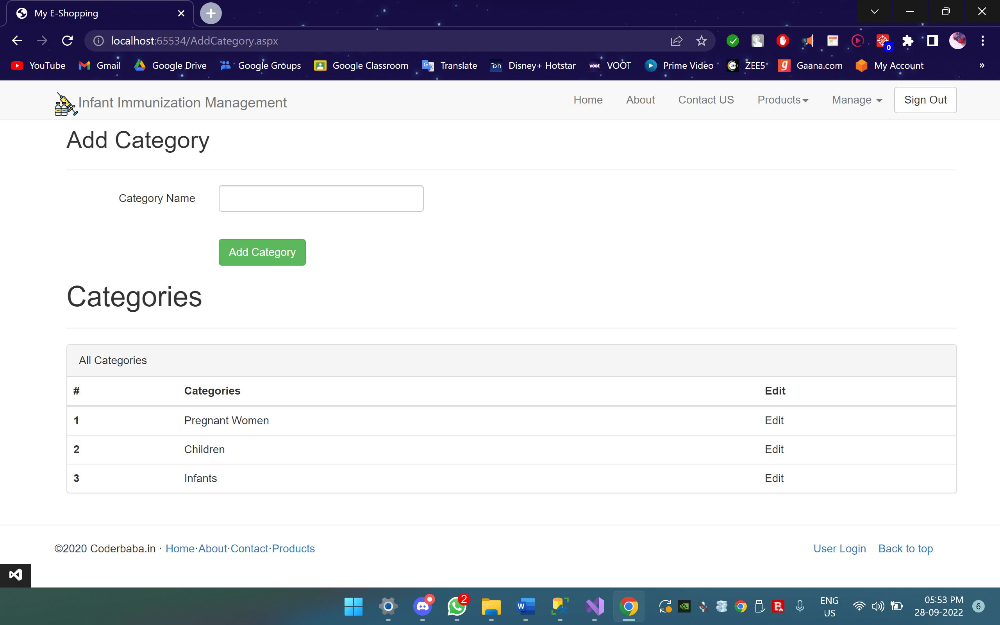 My E-Shopping
localhost:65534/AddCategory.aspx
0
YouTube Gmail Google Drive Google Groups Google Classroom Translate Disney+ Hotstar VOOT Prime Video ZEE5 Gaana.com My Account »
Infant Immunization Management Home About Contact US Products Manage Sign Out
Add Category
Category Name
Add Category
Categories
All Categories
# Categories Edit
1 Pregnant Women Edit
2 Children Edit
3 Infants Edit
©2020 Coderbaba.in · Home·About·Contact·Products User Login Back to top
2
ENG
US
05:53 PM
28-09-2022
6